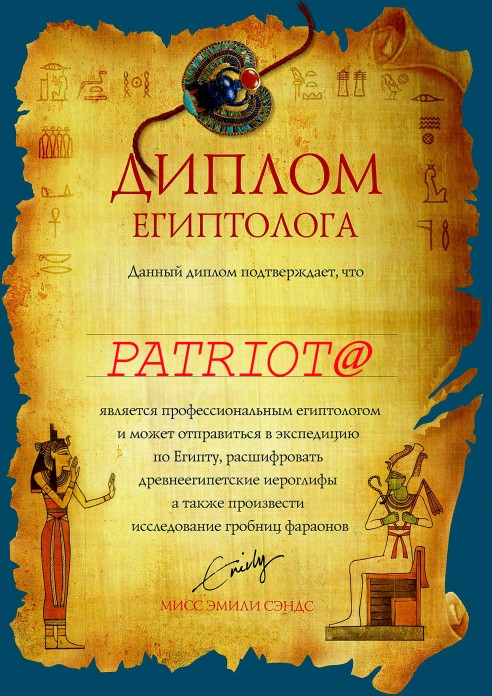 ДИПЛОМ
ЕГИПТОЛОГА
Данный диплом подтверждает, что
PATRIOT@
является профессиональным египтологом
и может отправиться в экспедицию
по Египту, расшифровать
древнеегипетские иероглифы
а также произвести
исследование гробниц фараонов
Emily
МИСС ЭМИЛИ СЭНДС